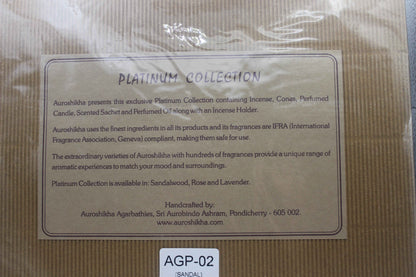 PLATINUM COLLECTION
Auroshikha presents this exclusive Platinum Collection containing Incense, Cones, Perfumed
Candle, Scented Sachet and Perfumed Oil along with an Incense Holder.
Auroshikha uses the finest ingredients in all its products and its fragrances are IFRA (International
Fragrance Association, Geneva) compliant, making them safe for use.
The extraordinary varieties of Auroshikha with hundreds of fragrances provide a unique range of
aromatic experiences to match your mood and surroundings.
Platinum Collection is available in: Sandalwood, Rose and Lavender.
Handcrafted by:
Auroshikha Agarbathies, Sri Aurobindo Ashram, Pondicherry - 605 002.
www.auroshikha.com
AGP-02
(SANDAL)